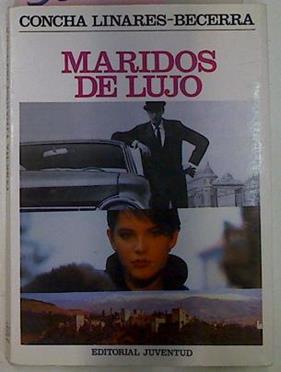 CONCHA LINARES-BECERRA
MARIDOS
DE LUJO
EDITORIAL JUVENTUD